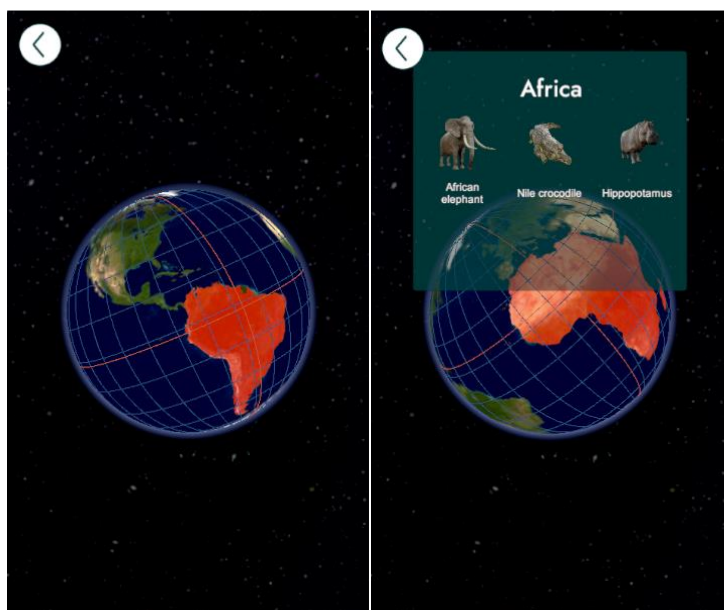 Africa
African
elephant
Nile crocodile
Hippopotamus